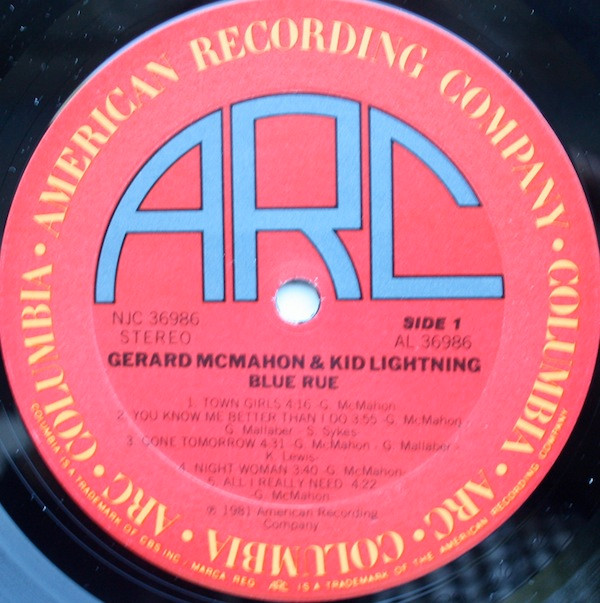 • AMERICAN RECORDING COMPANY • COLUMBIA • ARC • COLUMBIA • ARC • COLUMBIA
ARC
NJC 36986
STEREO
SIDE 1
AL 36986
GERARD MCMAHON & KID LIGHTNING
BLUE RUE
1. TOWN GIRLS 4:16 -G. McMahon-
2. YOU KNOW ME BETTER THAN I DO 3:55 -G. McMahon -
G. Mallaber - S. Sykes-
3. GONE TOMORROW 4:31 -G. McMahon - G. Mallaber -
K. Lewis-
4. NIGHT WOMAN 3:40 -G. McMahon-
5. ALL I REALLY NEED 4:22
-G. McMahon-
℗ 1981 American Recording
Company
COLUMBIA IS A TRADEMARK OF CBS INC. MARCA REG. ARC IS A TRADEMARK OF THE AMERICAN RECORDING COMPANY